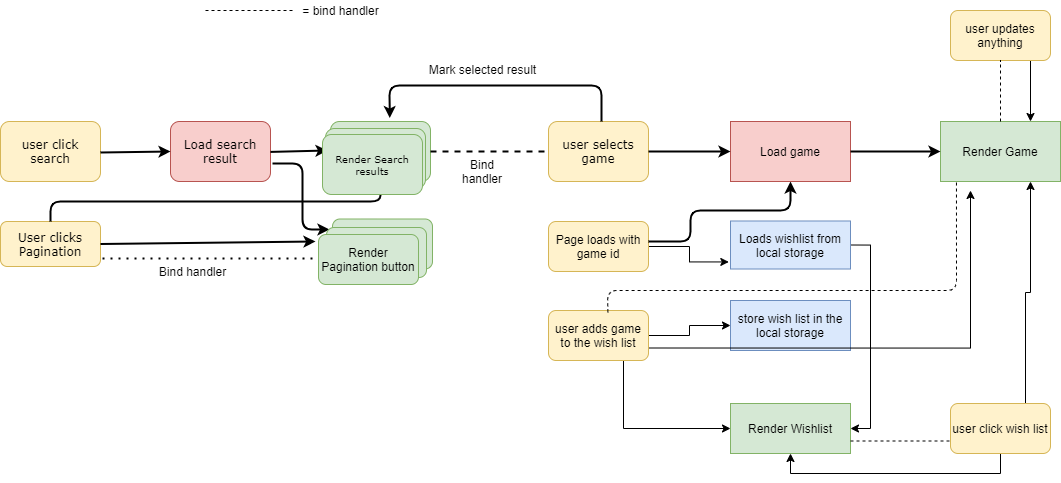 = bind handler
user updates
anything
Mark selected result
user click
search
Load search
result
Render Search
results
Bind
handler
user selects
game
Load game
Render Game
User clicks
Pagination
Bind handler
Render
Pagination button
Page loads with
game id
Loads wishlist from
local storage
user adds game
to the wish list
store wish list in the
local storage
Render Wishlist
user click wish list